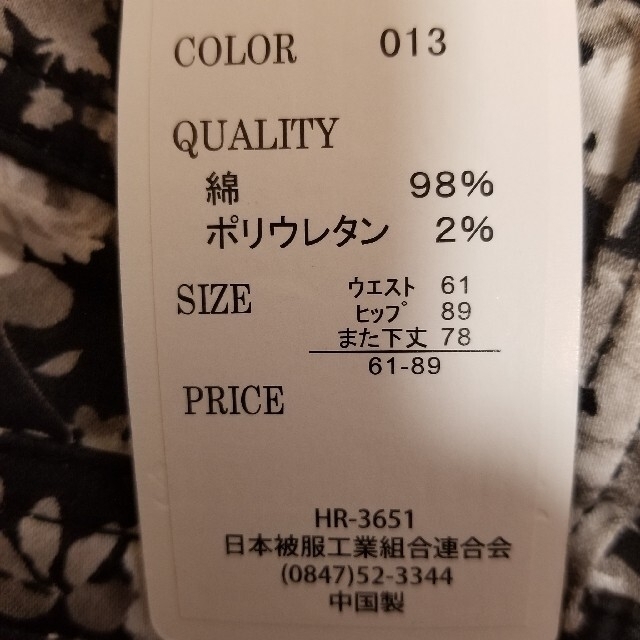 COLOR 013
QUALITY
綿 98%
ポリウレタン 2%
SIZE ウエスト 61
ヒップ 89
また下丈 78
61-89
PRICE
HR-3651
日本被服工業組合連合会
(0847)52-3344
中国製